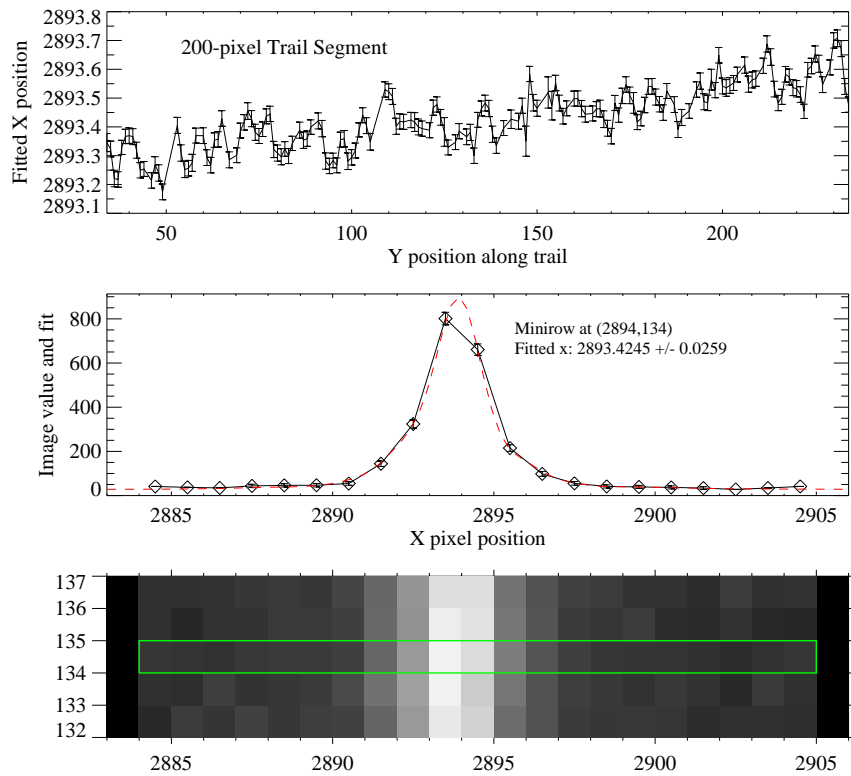 2893.8
2893.7
2893.6
2893.5
2893.4
2893.3
2893.2
2893.1
Fitted X position
200-pixel Trail Segment
50 100 150 200
Y position along trail
800
600
400
200
0
Image value and fit
Minirow at (2894,134)
Fitted x: 2893.4245 +/- 0.0259
2885 2890 2895 2900 2905
X pixel position
137
136
135
134
133
132
2885 2890 2895 2900 2905